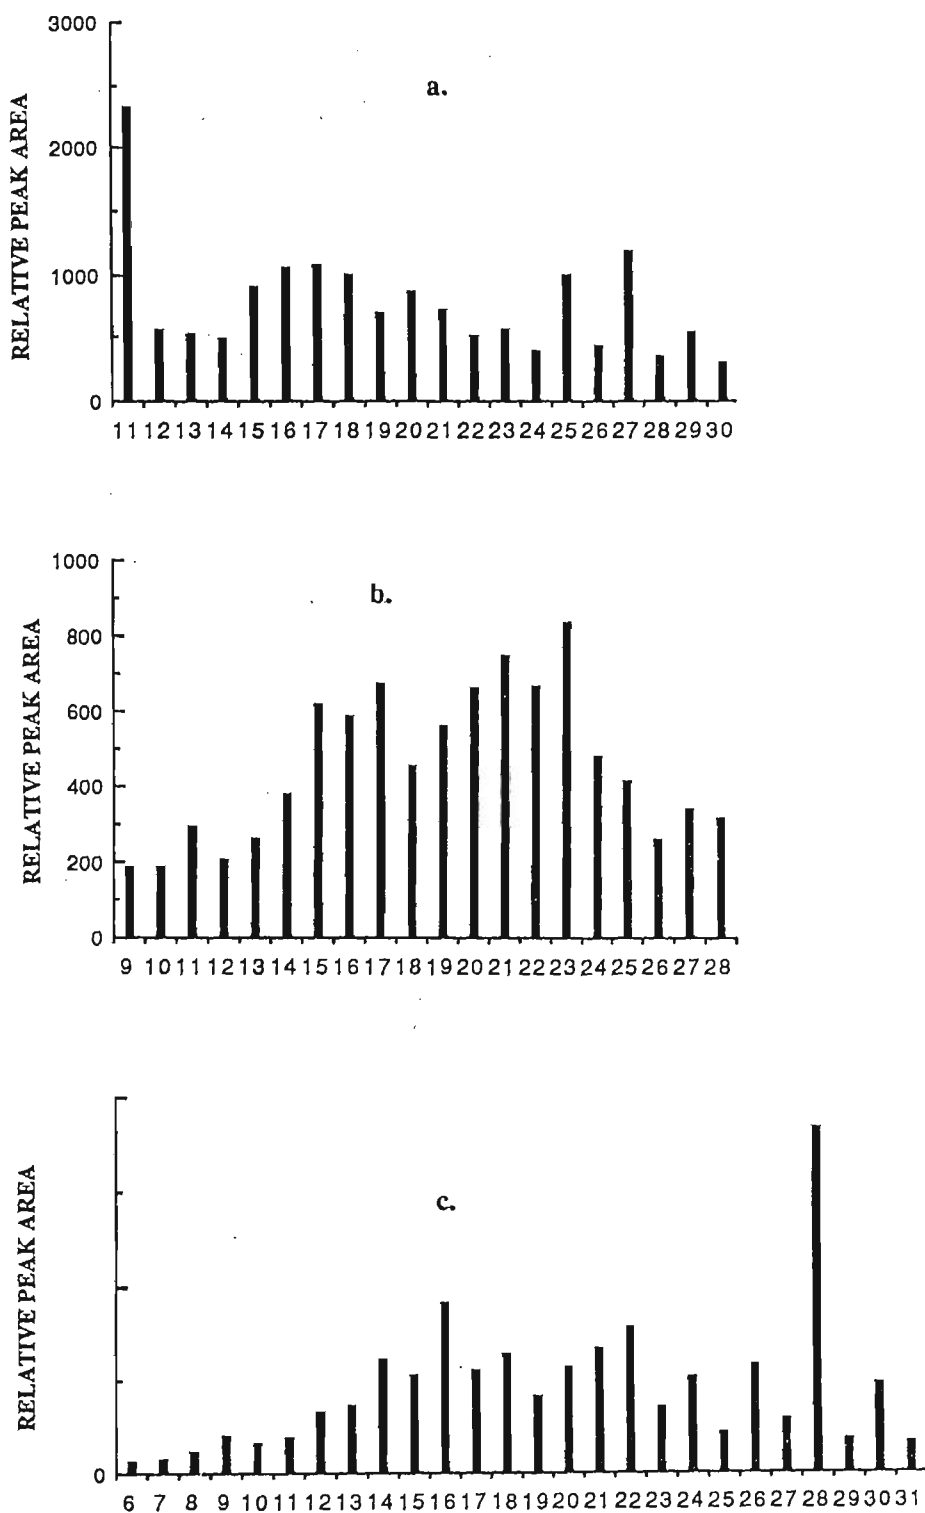 3000
a.
2000
RELATIVE PEAK AREA
1000
0
11 12 13 14 15 16 17 18 19 20 21 22 23 24 25 26 27 28 29 30
1000
b.
800
RELATIVE PEAK AREA
600
400
200
0
9 10 11 12 13 14 15 16 17 18 19 20 21 22 23 24 25 26 27 28
c.
RELATIVE PEAK AREA
0
6 7 8 9 10 11 12 13 14 15 16 17 18 19 20 21 22 23 24 25 26 27 28 29 30 31